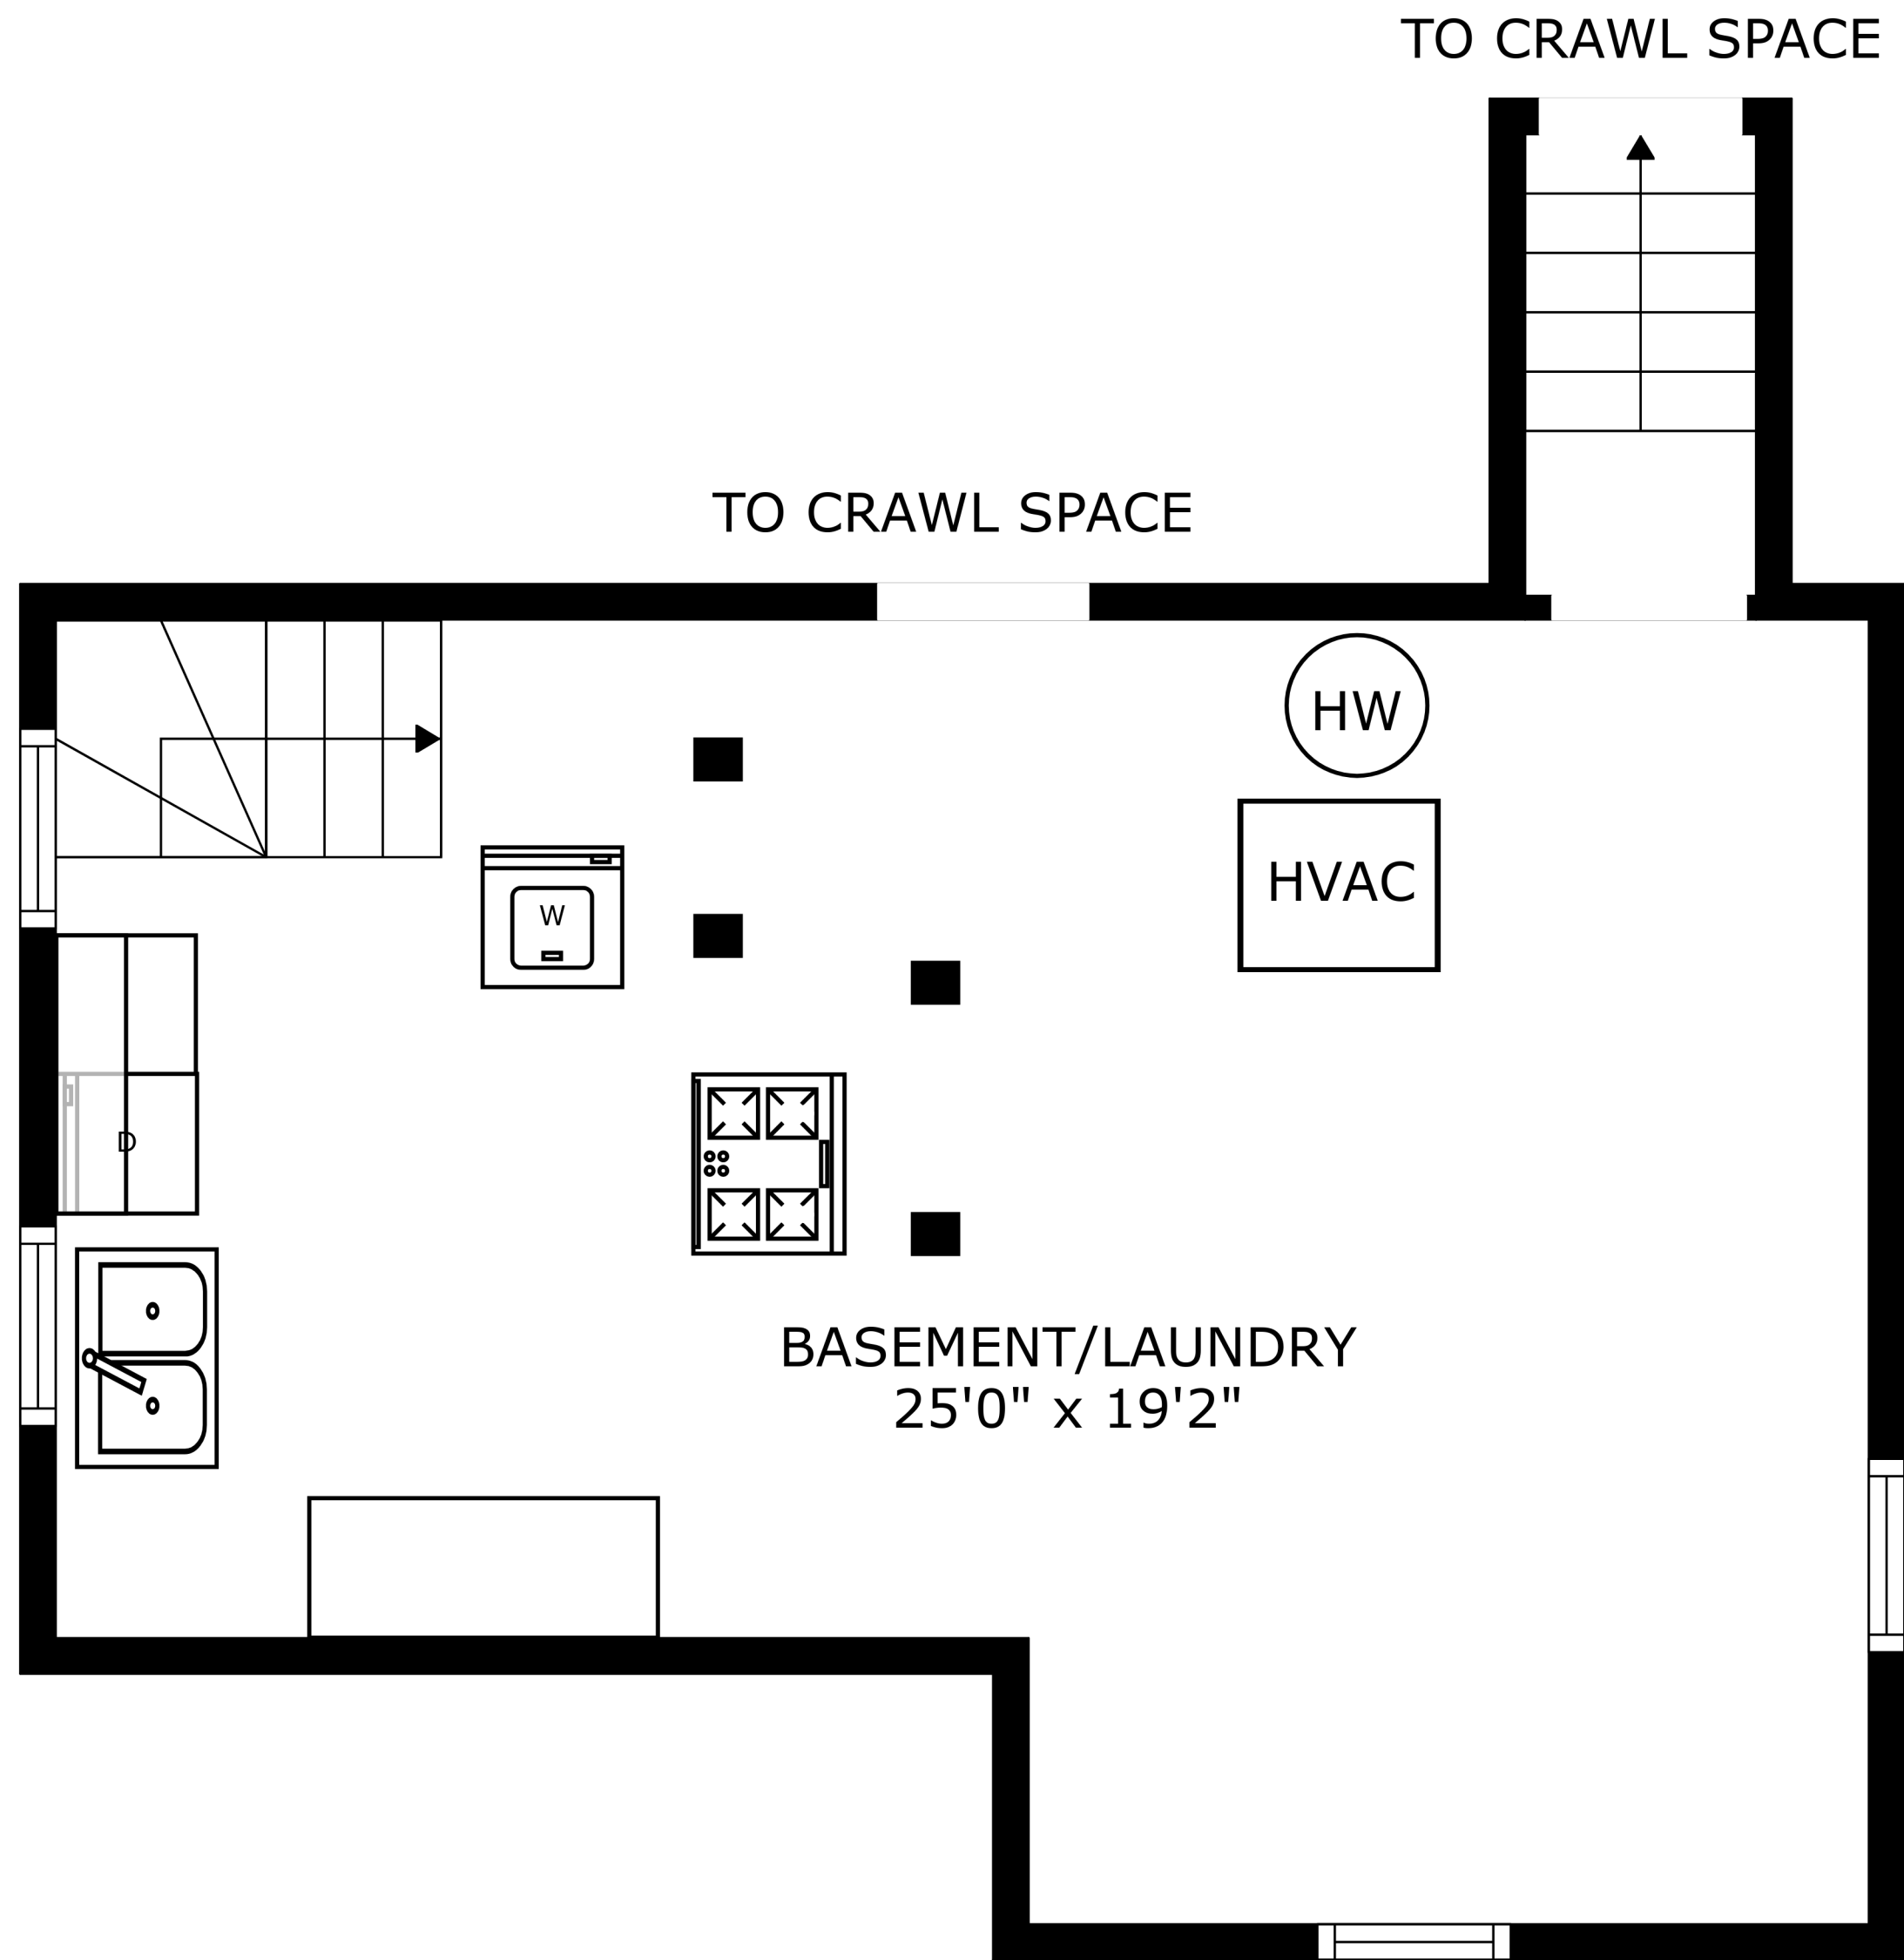 TO CRAWL SPACE
TO CRAWL SPACE
HW
HVAC
W
D
BASEMENT/LAUNDRY
25'0" x 19'2"